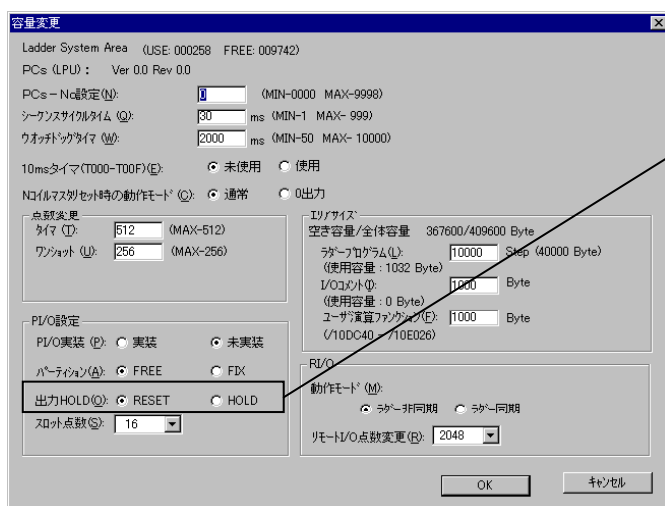 容量変更
Ladder System Area (USE: 000258 FREE: 009742)
PCs (LPU) : Ver 0.0 Rev 0.0
PCs－No設定(N): 0 (MIN-0000 MAX-9998)
シーケンスサイクルタイム (Q): 30 ms (MIN-1 MAX- 999)
ウオッチドッグタイマ (W): 2000 ms (MIN-50 MAX- 10000)
10msタイマ(T000-T00F)(E): 未使用 使用
Nコイルマスタリセット時の動作モード (C): 通常 0出力
点数変更
タイマ (T): 512 (MAX-512)
ワンショット (U): 256 (MAX-256)
エリアサイズ
空き容量/全体容量 367600/409600 Byte
ラダープログラム(L): 10000 Step (40000 Byte)
(使用容量 : 1032 Byte)
I/Oコメント(I): 1000 Byte
(使用容量 : 0 Byte)
ユーザ演算ファンクション(F): 1000 Byte
(/10DC40 - /10E026)
PI/O設定
PI/O実装 (P): 実装 未実装
パーティション(A): FREE FIX
出力HOLD(O): RESET HOLD
スロット点数(S): 16
RI/O
動作モード (M):
ラダー非同期 ラダー同期
リモートI/O点数変更(R): 2048
OK キャンセル